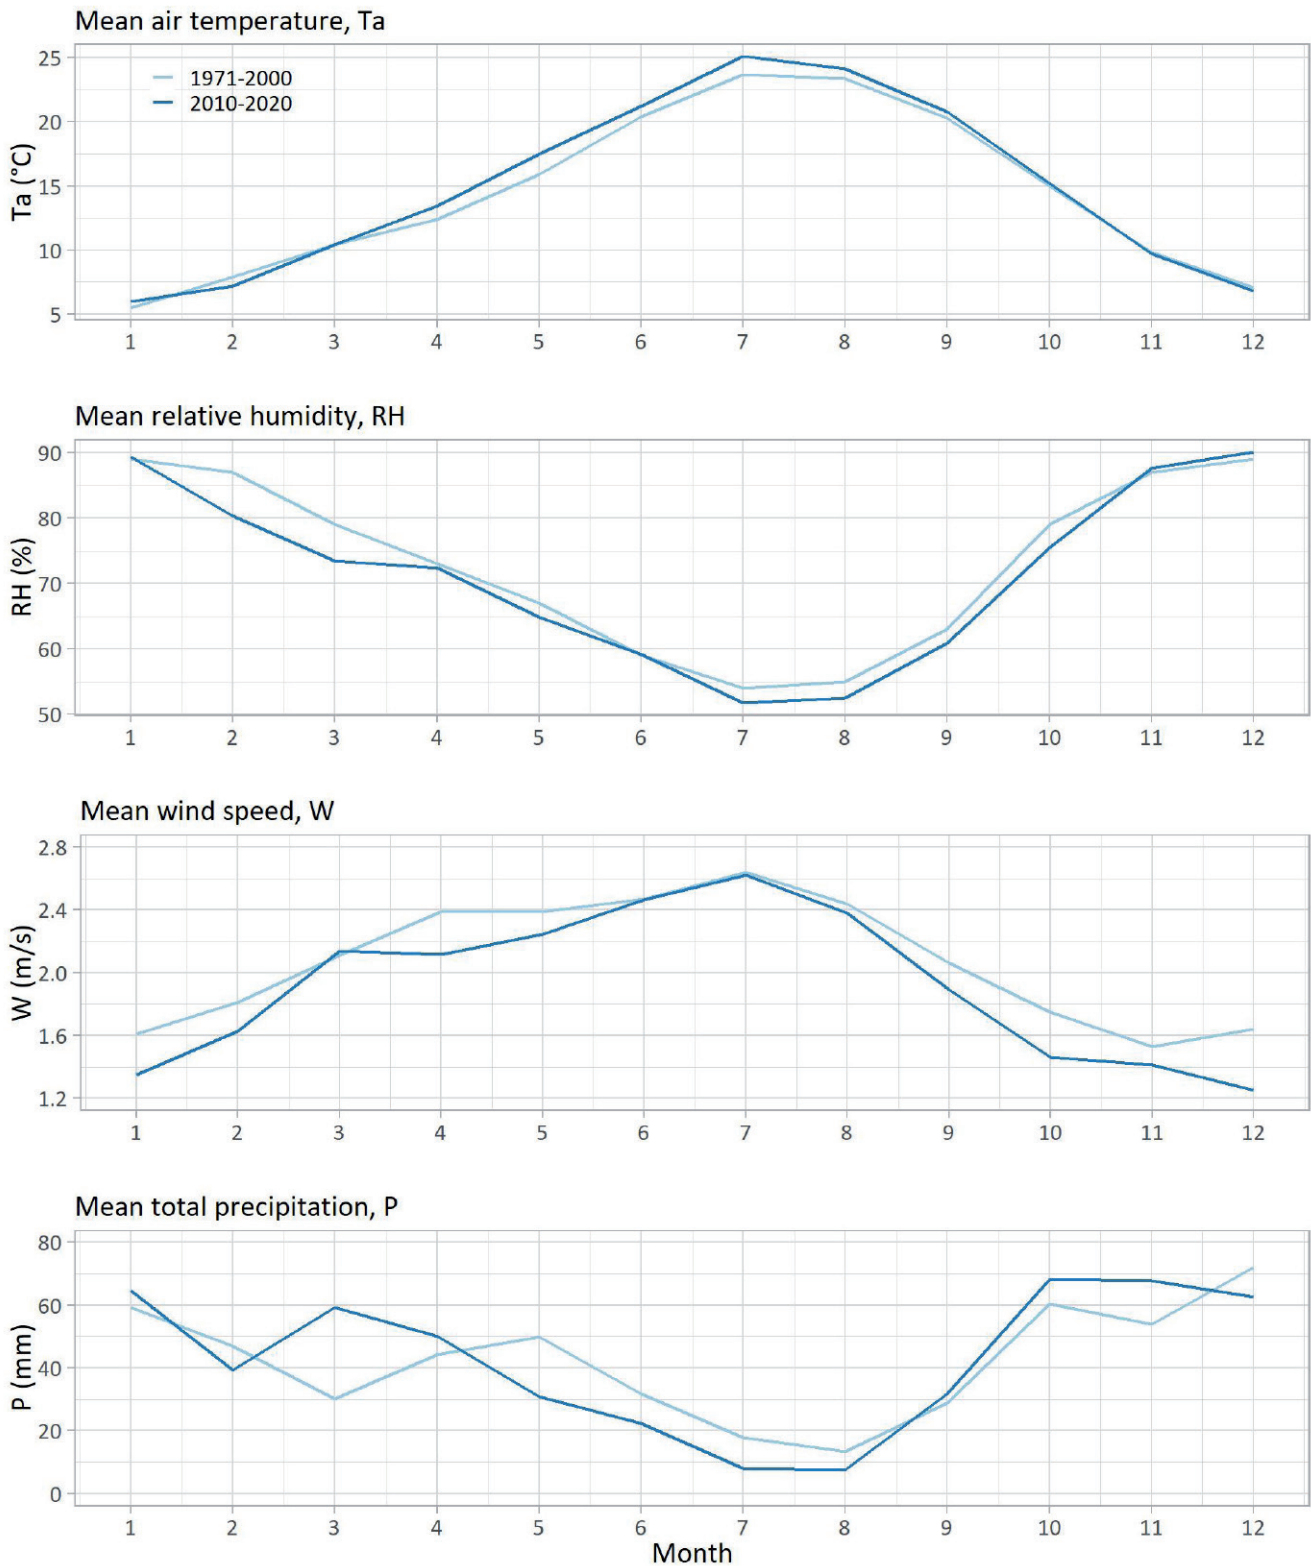 Mean air temperature, Ta
25
20
15
10
5
Ta (°C)
1971-2000
2010-2020
1 2 3 4 5 6 7 8 9 10 11 12
Mean relative humidity, RH
90
80
70
60
50
RH (%)
1 2 3 4 5 6 7 8 9 10 11 12
Mean wind speed, W
2.8
2.4
2.0
1.6
1.2
W (m/s)
1 2 3 4 5 6 7 8 9 10 11 12
Mean total precipitation, P
80
60
40
20
0
P (mm)
1 2 3 4 5 6 7 8 9 10 11 12
Month